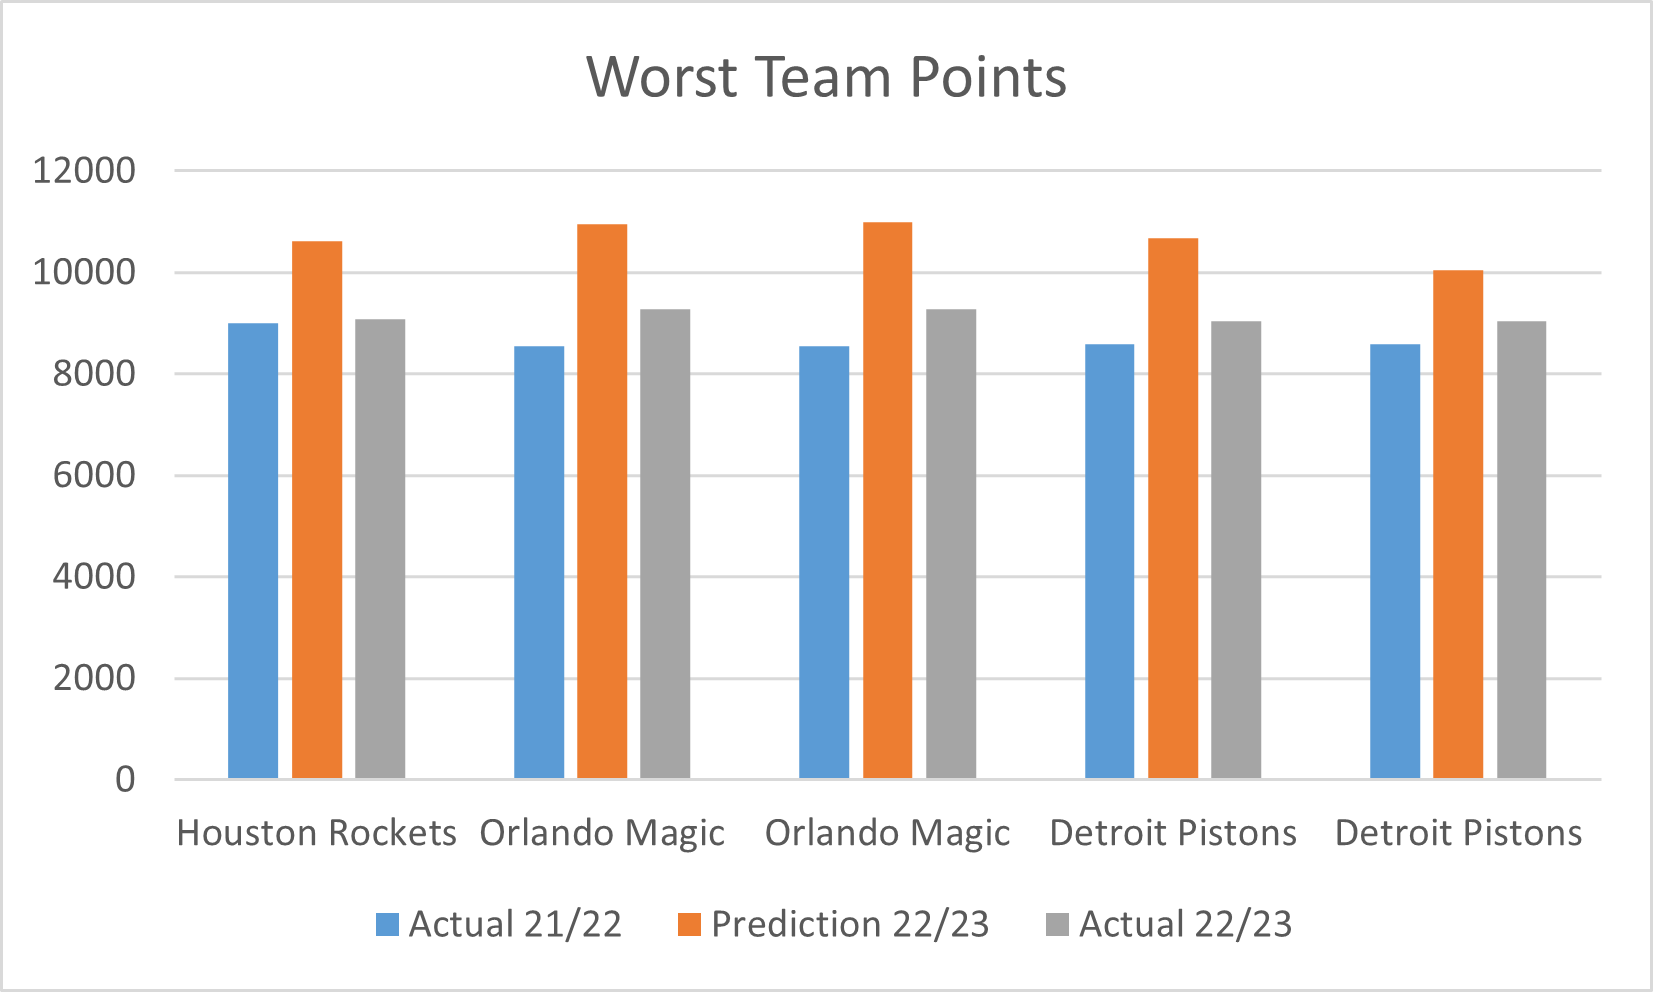 Worst Team Points
12000
10000
8000
6000
4000
2000
0
Houston Rockets Orlando Magic Orlando Magic Detroit Pistons Detroit Pistons
Actual 21/22 Prediction 22/23 Actual 22/23